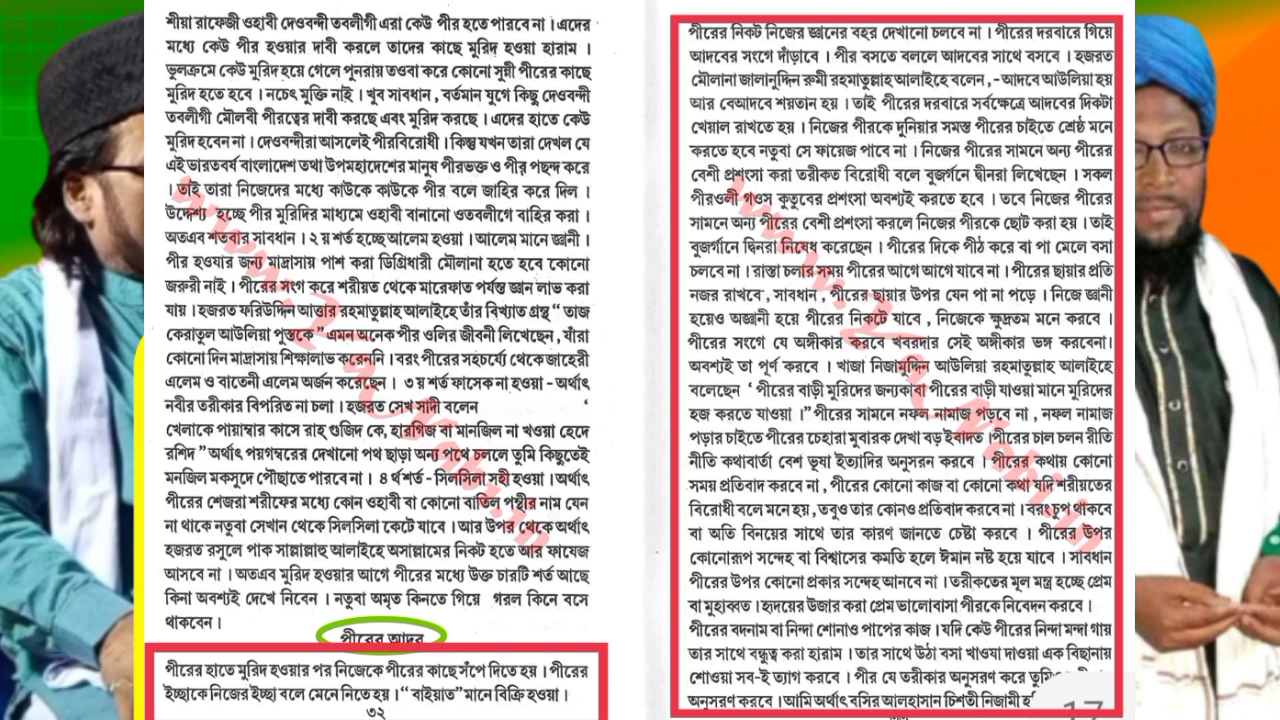 শীয়া রাফেজী ওহাবী দেওবন্দী তবলীগী এরা কেউ পীর হতে পারবে না । এদের
মধ্যে কেউ পীর হওয়ার দাবী করলে তাদের কাছে মুরিদ হওয়া হারাম ।
ভুলক্রমে কেউ মুরিদ হয়ে গেলে পুনরায় তওবা করে কোনো সুন্নী পীরের কাছে
মুরিদ হতে হবে । নচেৎ মুক্তি নাই । খুব সাবধান , বর্তমান যুগে কিছু দেওবন্দী
তবলীগী মৌলবী পীরত্বের দাবী করছে এবং মুরিদ করছে । এদের হাতে কেউ
মুরিদ হবেন না । দেওবন্দীরা আসলেই পীরবিরোধী । কিন্তু যখন তারা দেখল যে
এই ভারতবর্ষ বাংলাদেশ তথা উপমহাদেশের মানুষ পীরভক্ত ও পীর পছন্দ করে
। তাই তারা নিজেদের মধ্যে কাউকে কাউকে পীর বলে জাহির করে দিল ।
উদ্দেশ্য হচ্ছে পীর মুরিদির মাধ্যমে ওহাবী বানানো ওতবলীগে বাহির করা ।
অতএব শতবার সাবধান । ২ য় শর্ত হচ্ছে আলেম হওয়া । আলেম মানে জ্ঞানী ।
পীর হওযার জন্য মাদ্রাসায় পাশ করা ডিগ্রিধারী মৌলানা হতে হবে কোনো
জরুরী নাই । পীরের সংগ করে শরীয়ত থেকে মারেফাত পর্যন্ত জ্ঞান লাভ করা
যায় । হজরত ফরিউদ্দিন আত্তার রহমাতুল্লাহ আলাইহে তাঁর বিখ্যাত গ্রন্থ “ তাজ
কেরাতুল আউলিয়া পুস্তকে ” এমন অনেক পীর ওলির জীবনী লিখেছেন , যাঁরা
কোনো দিন মাদ্রাসায় শিক্ষালাভ করেননি । বরং পীরের সহচর্য্যে থেকে জাহেরী
এলেম ও বাতেনী এলেম অর্জন করেছেন । ৩ য় শর্ত ফাসেক না হওয়া - অর্থাৎ
নবীর তরীকার বিপরিত না চলা । হজরত সেখ সাদী বলেন ‘
খেলাকে পায়াম্বার কাসে রাহ্ গুজিদ কে, হারগিজ বা মানজিল না খওয়া হেদে
রশিদ ” অর্থাৎ পয়গম্বরের দেখানো পথ ছাড়া অন্য পথে চললে তুমি কিছুতেই
মনজিল মকসুদে পৌছাতে পারবে না । ৪ র্থ শর্ত - সিলসিলা সহী হওয়া । অর্থাৎ
পীরের শেজরা শরীফের মধ্যে কোন ওহাবী বা কোনো বাতিল পন্থীর নাম যেন
না থাকে নতুবা সেখান থেকে সিলসিলা কেটে যাবে । আর উপর থেকে অর্থাৎ
হজরত রসুলে পাক সাল্লাল্লাহু আলাইহে অসাল্লামের নিকট হতে আর ফাযেজ
আসবে না । অতএব মুরিদ হওয়ার আগে পীরের মধ্যে উক্ত চারটি শর্ত আছে
কিনা অবশ্যই দেখে নিবেন । নতুবা অমৃত কিনতে গিয়ে গরল কিনে বসে
থাকবেন ।
পীরের আদব
পীরের হাতে মুরিদ হওয়ার পর নিজেকে পীরের কাছে সঁপে দিতে হয় । পীরের
ইচ্ছাকে নিজের ইচ্ছা বলে মেনে নিতে হয় । “ বাইয়াত” মানে বিক্রি হওয়া ।
৩২
পীরের নিকট নিজের জ্ঞানের বহর দেখানো চলবে না । পীরের দরবারে গিয়ে
আদবের সংগে দাঁড়াবে । পীর বসতে বললে আদবের সাথে বসবে । হজরত
মৌলানা জালানুদ্দিন রুমী রহমাতুল্লাহ আলাইহে বলেন ,- আদবে আউলিয়া হয়
আর বেআদবে শয়তান হয় । তাই পীরের দরবারে সর্বক্ষেত্রে আদবের দিকটা
খেয়াল রাখতে হয় । নিজের পীরকে দুনিয়ার সমস্ত পীরের চাইতে শ্রেষ্ঠ মনে
করতে হবে নতুবা সে ফায়েজ পাবে না । নিজের পীরের সামনে অন্য পীরের
বেশী প্রশংসা করা তরীকত বিরোধী বলে বুজর্গনে দ্বীনরা লিখেছেন । সকল
পীরওলী গওস কুতুবের প্রশংসা অবশ্যই করতে হবে । তবে নিজের পীরের
সামনে অন্য পীরের বেশী প্রশংসা করলে নিজের পীরকে ছোট করা হয় । তাই
বুজর্গানে দ্বিনরা নিষেধ করেছেন । পীরের দিকে পীঠ করে বা পা মেলে বসা
চলবে না । রাস্তা চলার সময় পীরের আগে আগে যাবে না । পীরের ছায়ার প্রতি
নজর রাখবে , সাবধান , পীরের ছায়ার উপর যেন পা না পড়ে । নিজে জ্ঞানী
হয়েও অজ্ঞানী হয়ে পীরের নিকটে যাবে , নিজেকে ক্ষুদ্রতম মনে করবে ।
পীরের সংগে যে অঙ্গীকার করবে খবরদার সেই অঙ্গীকার ভঙ্গ করবেনা।
অবশ্যই তা পূর্ণ করবে । খাজা নিজামুদ্দিন আউলিয়া রহমাতুল্লাহ আলাইহে
বলেছেন ‘ পীরের বাড়ী মুরিদের জন্যকাবা পীরের বাড়ী যাওয়া মানে মুরিদের
হজ করতে যাওয়া ।” পীরের সামনে নফল নামাজ পড়বে না , নফল নামাজ
পড়ার চাইতে পীরের চেহারা মুবারক দেখা বড় ইবাদত । পীরের চাল চলন রীতি
নীতি কথাবার্তা বেশ ভূষা ইত্যাদির অনুসরন করবে । পীরের কথায় কোনো
সময় প্রতিবাদ করবে না , পীরের কোনো কাজ বা কোনো কথা যদি শরীয়তের
বিরোধী বলে মনে হয় , তবুও তার কোনও প্রতিবাদ করবে না । বরং চুপ থাকবে
বা অতি বিনয়ের সাথে তার কারণ জানতে চেষ্টা করবে । পীরের উপর
কোনোরূপ সন্দেহ বা বিশ্বাসের কমতি হলে ঈমান নষ্ট হয়ে যাবে । সাবধান
পীরের উপর কোনো প্রকার সন্দেহ আনবে না । তরীকতের মূল মন্ত্র হচ্ছে প্রেম
বা মুহাব্বত । হৃদয়ের উজার করা প্রেম ভালোবাসা পীরকে নিবেদন করবে ।
পীরের বদনাম বা নিন্দা শোনাও পাপের কাজ । যদি কেউ পীরের নিন্দা মন্দা গায়
তার সাথে বন্ধুত্ব করা হারাম । তার সাথে উঠা বসা খাওযা দাওয়া এক বিছানায়
শোওয়া সব-ই ত্যাগ করবে । পীর যে তরীকার অনুসরণ করে তুমি
অনুসরণ করবে । আমি অর্থাৎ বসির আলহাসান চিশতী নিজামী
17